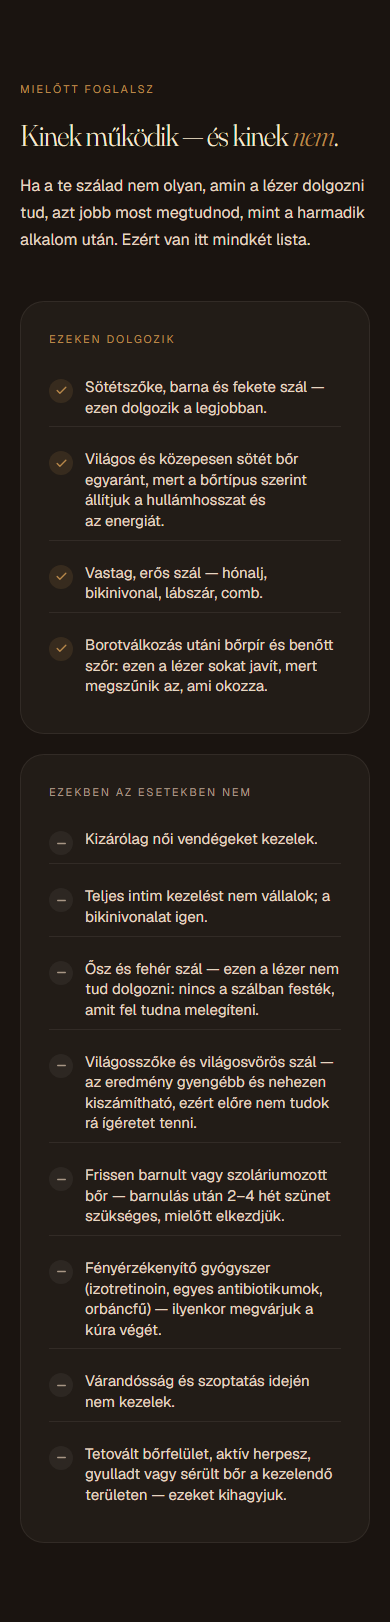 MIELŐTT FOGLALSZ
Kinek működik — és kinek nem.
Ha a te szálad nem olyan, amin a lézer dolgozni
tud, azt jobb most megtudnod, mint a harmadik
alkalom után. Ezért van itt mindkét lista.
EZEKEN DOLGOZIK
Sötétszőke, barna és fekete szál —
ezen dolgozik a legjobban.
Világos és közepesen sötét bőr
egyaránt, mert a bőrtípus szerint
állítjuk a hullámhosszat és
az energiát.
Vastag, erős szál — hónalj,
bikinivonal, lábszár, comb.
Borotválkozás utáni bőrpír és benőtt
szőr: ezen a lézer sokat javít, mert
megszűnik az, ami okozza.
EZEKBEN AZ ESETEKBEN NEM
Kizárólag női vendégeket kezelek.
Teljes intim kezelést nem vállalok; a
bikinivonalat igen.
Ősz és fehér szál — ezen a lézer nem
tud dolgozni: nincs a szálban festék,
amit fel tudna melegíteni.
Világosszőke és világosvörös szál —
az eredmény gyengébb és nehezen
kiszámítható, ezért előre nem tudok
rá ígéretet tenni.
Frissen barnult vagy szoláriumozott
bőr — barnulás után 2–4 hét szünet
szükséges, mielőtt elkezdjük.
Fényérzékenyítő gyógyszer
(izotretinoin, egyes antibiotikumok,
orbáncfű) — ilyenkor megvárjuk a
kúra végét.
Várandósság és szoptatás idején
nem kezelek.
Tetovált bőrfelület, aktív herpesz,
gyulladt vagy sérült bőr a kezelendő
területen — ezeket kihagyjuk.